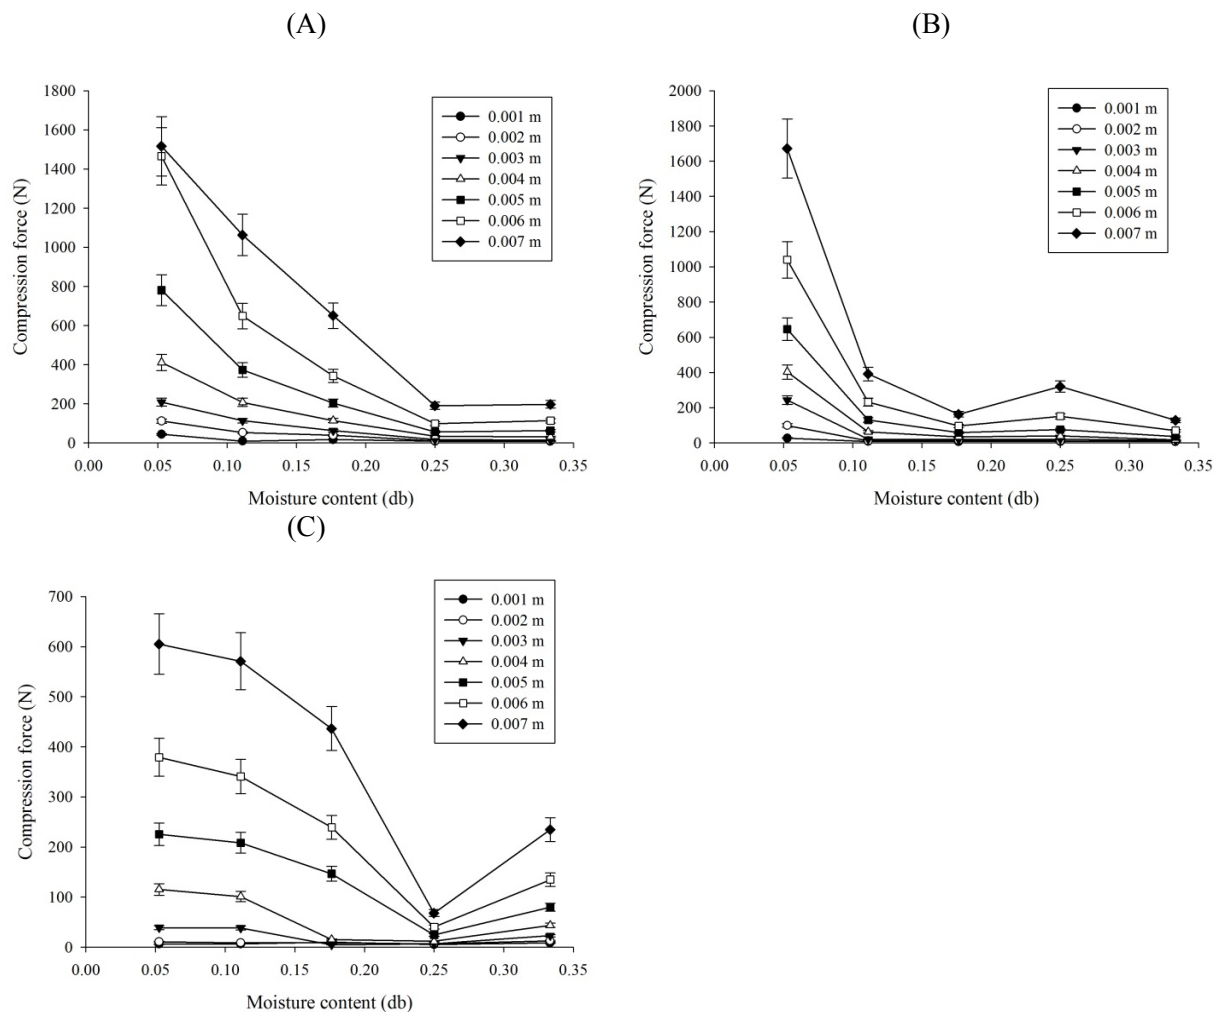 (A)
1800
1600
1400
1200
1000
800
600
400
200
0
Compression force (N)
0.00 0.05 0.10 0.15 0.20 0.25 0.30 0.35
Moisture content (db)
0.001 m
0.002 m
0.003 m
0.004 m
0.005 m
0.006 m
0.007 m
(B)
2000
1800
1600
1400
1200
1000
800
600
400
200
0
Compression force (N)
0.00 0.05 0.10 0.15 0.20 0.25 0.30 0.35
Moisture content (db)
0.001 m
0.002 m
0.003 m
0.004 m
0.005 m
0.006 m
0.007 m
(C)
700
600
500
400
300
200
100
0
Compression force (N)
0.00 0.05 0.10 0.15 0.20 0.25 0.30 0.35
Moisture content (db)
0.001 m
0.002 m
0.003 m
0.004 m
0.005 m
0.006 m
0.007 m